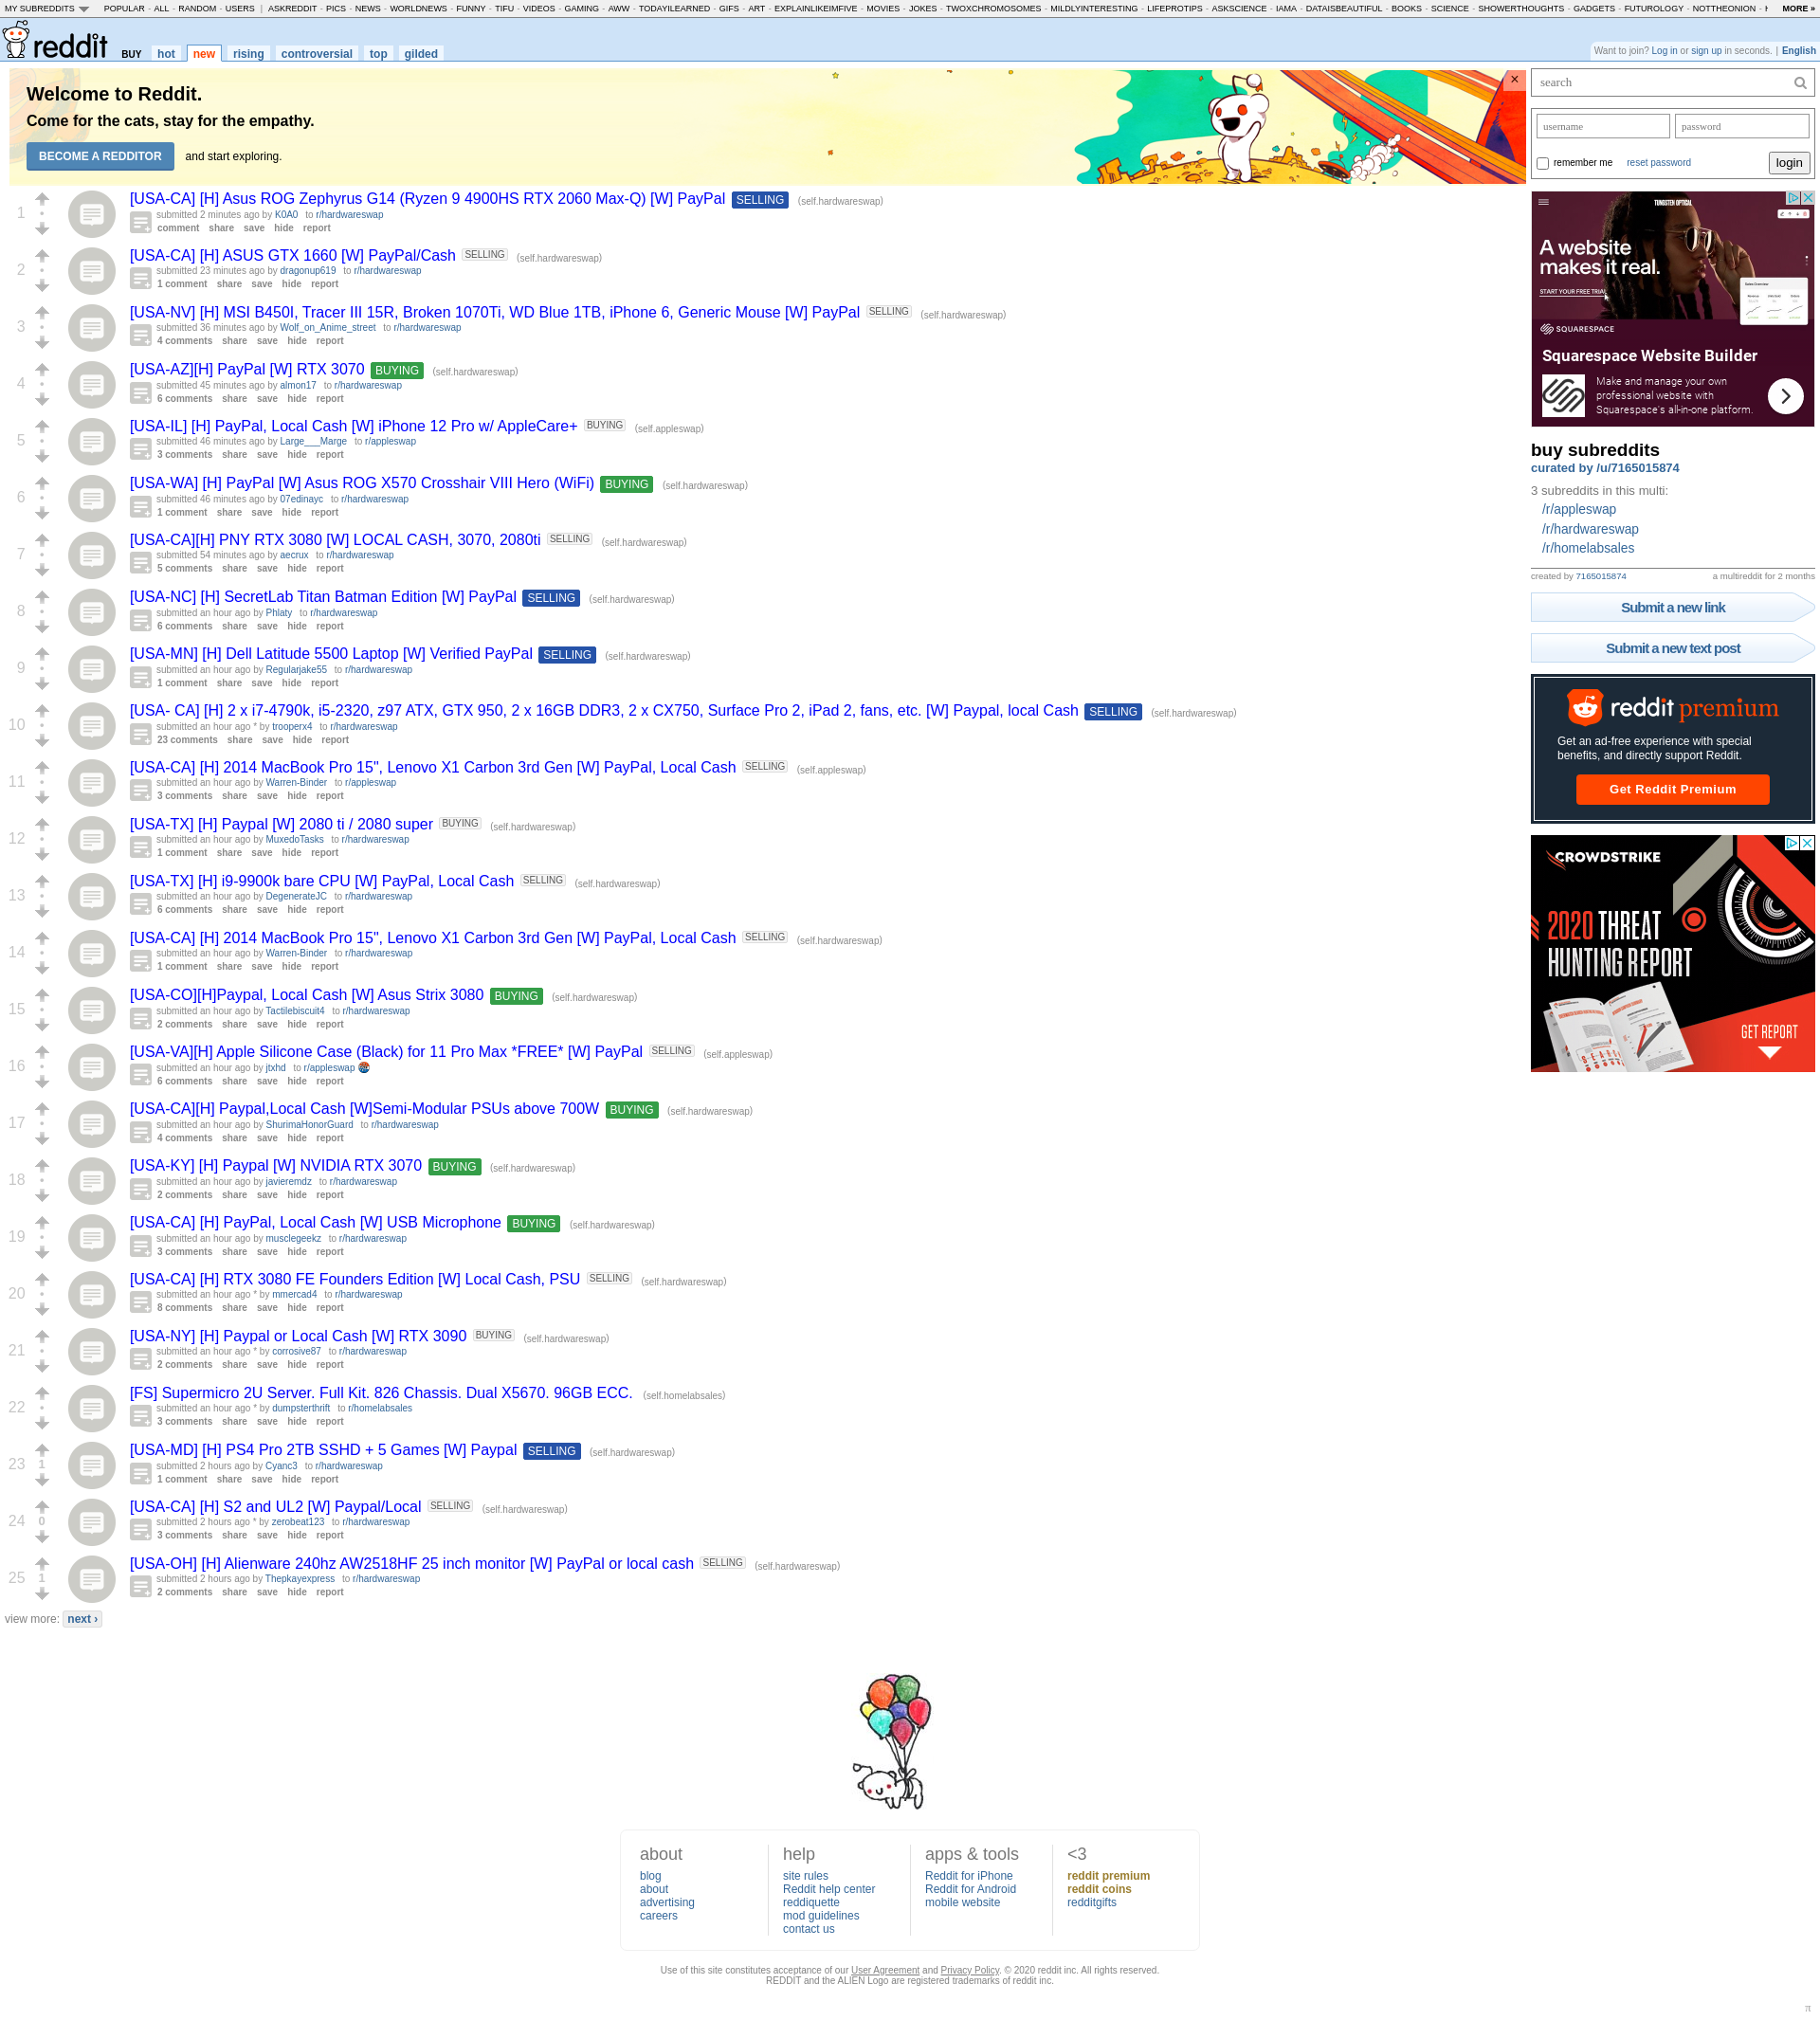 MY SUBREDDITS POPULAR - ALL - RANDOM - USERS | ASKREDDIT - PICS - NEWS - WORLDNEWS - FUNNY - TIFU - VIDEOS - GAMING - AWW - TODAYILEARNED - GIFS - ART - EXPLAINLIKEIMFIVE - MOVIES - JOKES - TWOXCHROMOSOMES - MILDLYINTERESTING - LIFEPROTIPS - ASKSCIENCE - IAMA - DATAISBEAUTIFUL - BOOKS - SCIENCE - SHOWERTHOUGHTS - GADGETS - FUTUROLOGY - NOTTHEONION - MORE »
reddit BUY hot new rising controversial top gilded
Want to join? Log in or sign up in seconds. | English
Welcome to Reddit.
Come for the cats, stay for the empathy.
BECOME A REDDITOR and start exploring.
×
1
[USA-CA] [H] Asus ROG Zephyrus G14 (Ryzen 9 4900HS RTX 2060 Max-Q) [W] PayPal SELLING (self.hardwareswap)
submitted 2 minutes ago by K0A0 to r/hardwareswap
comment share save hide report
2
[USA-CA] [H] ASUS GTX 1660 [W] PayPal/Cash SELLING (self.hardwareswap)
submitted 23 minutes ago by dragonup619 to r/hardwareswap
1 comment share save hide report
3
[USA-NV] [H] MSI B450I, Tracer III 15R, Broken 1070Ti, WD Blue 1TB, iPhone 6, Generic Mouse [W] PayPal SELLING (self.hardwareswap)
submitted 36 minutes ago by Wolf_on_Anime_street to r/hardwareswap
4 comments share save hide report
4
[USA-AZ][H] PayPal [W] RTX 3070 BUYING (self.hardwareswap)
submitted 45 minutes ago by almon17 to r/hardwareswap
6 comments share save hide report
5
[USA-IL] [H] PayPal, Local Cash [W] iPhone 12 Pro w/ AppleCare+ BUYING (self.appleswap)
submitted 46 minutes ago by Large___Marge to r/appleswap
3 comments share save hide report
6
[USA-WA] [H] PayPal [W] Asus ROG X570 Crosshair VIII Hero (WiFi) BUYING (self.hardwareswap)
submitted 46 minutes ago by 07edinayc to r/hardwareswap
1 comment share save hide report
7
[USA-CA][H] PNY RTX 3080 [W] LOCAL CASH, 3070, 2080ti SELLING (self.hardwareswap)
submitted 54 minutes ago by aecrux to r/hardwareswap
5 comments share save hide report
8
[USA-NC] [H] SecretLab Titan Batman Edition [W] PayPal SELLING (self.hardwareswap)
submitted an hour ago by Phlaty to r/hardwareswap
6 comments share save hide report
9
[USA-MN] [H] Dell Latitude 5500 Laptop [W] Verified PayPal SELLING (self.hardwareswap)
submitted an hour ago by Regularjake55 to r/hardwareswap
1 comment share save hide report
10
[USA- CA] [H] 2 x i7-4790k, i5-2320, z97 ATX, GTX 950, 2 x 16GB DDR3, 2 x CX750, Surface Pro 2, iPad 2, fans, etc. [W] Paypal, local Cash SELLING (self.hardwareswap)
submitted an hour ago * by trooperx4 to r/hardwareswap
23 comments share save hide report
11
[USA-CA] [H] 2014 MacBook Pro 15", Lenovo X1 Carbon 3rd Gen [W] PayPal, Local Cash SELLING (self.appleswap)
submitted an hour ago by Warren-Binder to r/appleswap
3 comments share save hide report
12
[USA-TX] [H] Paypal [W] 2080 ti / 2080 super BUYING (self.hardwareswap)
submitted an hour ago by MuxedoTasks to r/hardwareswap
1 comment share save hide report
13
[USA-TX] [H] i9-9900k bare CPU [W] PayPal, Local Cash SELLING (self.hardwareswap)
submitted an hour ago by DegenerateJC to r/hardwareswap
6 comments share save hide report
14
[USA-CA] [H] 2014 MacBook Pro 15", Lenovo X1 Carbon 3rd Gen [W] PayPal, Local Cash SELLING (self.hardwareswap)
submitted an hour ago by Warren-Binder to r/hardwareswap
1 comment share save hide report
15
[USA-CO][H]Paypal, Local Cash [W] Asus Strix 3080 BUYING (self.hardwareswap)
submitted an hour ago by Tactilebiscuit4 to r/hardwareswap
2 comments share save hide report
16
[USA-VA][H] Apple Silicone Case (Black) for 11 Pro Max *FREE* [W] PayPal SELLING (self.appleswap)
submitted an hour ago by jtxhd to r/appleswap
6 comments share save hide report
17
[USA-CA][H] Paypal,Local Cash [W]Semi-Modular PSUs above 700W BUYING (self.hardwareswap)
submitted an hour ago by ShurimaHonorGuard to r/hardwareswap
4 comments share save hide report
18
[USA-KY] [H] Paypal [W] NVIDIA RTX 3070 BUYING (self.hardwareswap)
submitted an hour ago by javieremdz to r/hardwareswap
2 comments share save hide report
19
[USA-CA] [H] PayPal, Local Cash [W] USB Microphone BUYING (self.hardwareswap)
submitted an hour ago by musclegeekz to r/hardwareswap
3 comments share save hide report
20
[USA-CA] [H] RTX 3080 FE Founders Edition [W] Local Cash, PSU SELLING (self.hardwareswap)
submitted an hour ago * by mmercad4 to r/hardwareswap
8 comments share save hide report
21
[USA-NY] [H] Paypal or Local Cash [W] RTX 3090 BUYING (self.hardwareswap)
submitted an hour ago * by corrosive87 to r/hardwareswap
2 comments share save hide report
22
[FS] Supermicro 2U Server. Full Kit. 826 Chassis. Dual X5670. 96GB ECC. (self.homelabsales)
submitted an hour ago * by dumpsterthrift to r/homelabsales
3 comments share save hide report
23 1
[USA-MD] [H] PS4 Pro 2TB SSHD + 5 Games [W] Paypal SELLING (self.hardwareswap)
submitted 2 hours ago by Cyanc3 to r/hardwareswap
1 comment share save hide report
24 0
[USA-CA] [H] S2 and UL2 [W] Paypal/Local SELLING (self.hardwareswap)
submitted 2 hours ago * by zerobeat123 to r/hardwareswap
3 comments share save hide report
25 1
[USA-OH] [H] Alienware 240hz AW2518HF 25 inch monitor [W] PayPal or local cash SELLING (self.hardwareswap)
submitted 2 hours ago by Thepkayexpress to r/hardwareswap
2 comments share save hide report
view more: next ›
search
username password
remember me reset password login
TUNGSTEN OPTICAL
A website
makes it real.
START YOUR FREE TRIAL
SQUARESPACE
Squarespace Website Builder
Make and manage your own
professional website with
Squarespace's all-in-one platform.
buy subreddits
curated by /u/7165015874
3 subreddits in this multi:
/r/appleswap
/r/hardwareswap
/r/homelabsales
created by 7165015874 a multireddit for 2 months
Submit a new link
Submit a new text post
reddit premium
Get an ad-free experience with special
benefits, and directly support Reddit.
Get Reddit Premium
CROWDSTRIKE
2020 THREAT
HUNTING REPORT
GET REPORT
about
blog
about
advertising
careers
help
site rules
Reddit help center
reddiquette
mod guidelines
contact us
apps & tools
Reddit for iPhone
Reddit for Android
mobile website
<3
reddit premium
reddit coins
redditgifts
Use of this site constitutes acceptance of our User Agreement and Privacy Policy. © 2020 reddit inc. All rights reserved.
REDDIT and the ALIEN Logo are registered trademarks of reddit inc.
π